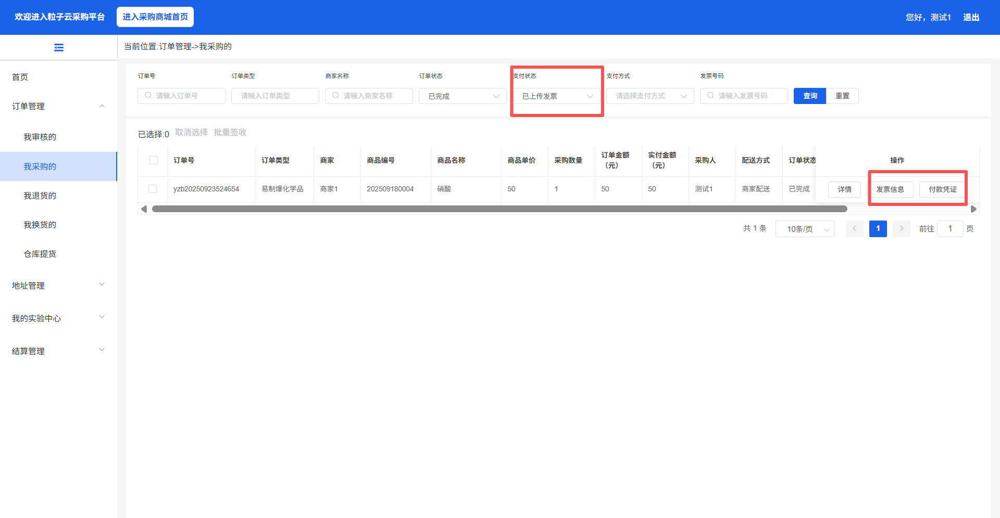 欢迎进入粒子云采购平台
进入采购商城首页
您好，测试1
退出
当前位置:订单管理->我采购的
首页
订单管理
我审核的
我采购的
我退货的
我换货的
仓库提货
地址管理
我的实验中心
结算管理
订单号 订单类型 商家名称 订单状态 支付状态 支付方式 发票号码
请输入订单号 请输入订单类型 请输入商家名称 已完成 已上传发票 请选择支付方式 请输入发票号码 查询 重置
已选择:0 取消选择 批量签收
订单号 订单类型 商家 商品编号 商品名称 商品单价 采购数量 订单金额（元） 实付金额（元） 采购人 配送方式 订单状态 操作
yzb20250923524654 易制爆化学品 商家1 202509180004 硝酸 50 1 50 50 测试1 商家配送 已完成 详情 发票信息 付款凭证
共 1 条 10条/页 1 前往 1 页